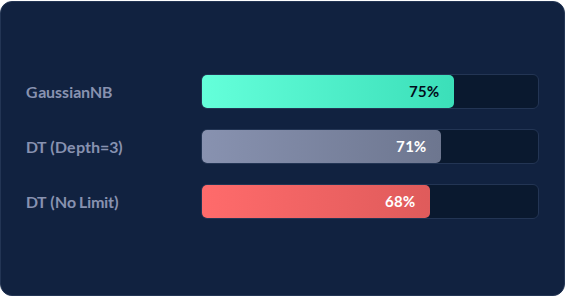 GaussianNB 75%
DT (Depth=3) 71%
DT (No Limit) 68%